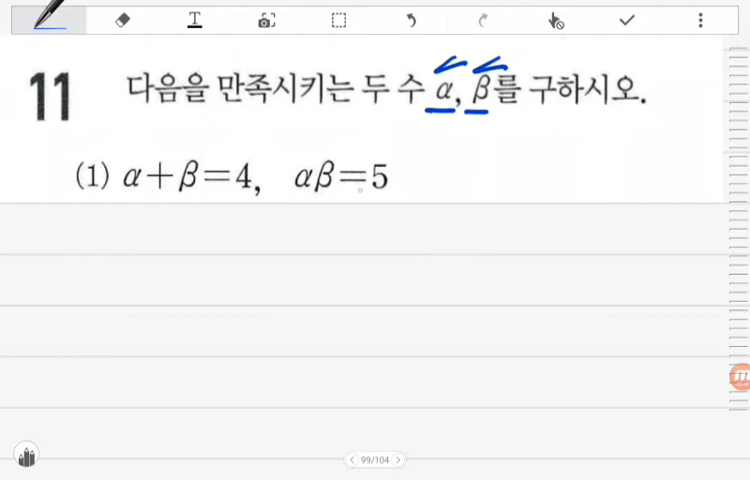 T
11 다음을 만족시키는 두 수 α, β를 구하시오.
(1) α+β=4, αβ=5
99/104